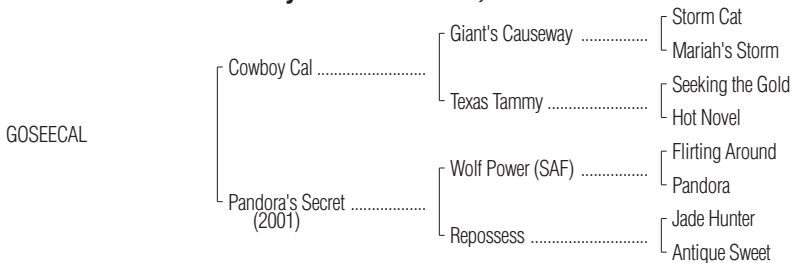 Storm Cat
Giant's Causeway ................
Mariah's Storm
Cowboy Cal ..........................
Seeking the Gold
Texas Tammy ........................
Hot Novel
GOSEECAL
Flirting Around
Wolf Power (SAF) ................
Pandora
Pandora's Secret ..................
(2001)
Jade Hunter
Repossess ............................
Antique Sweet